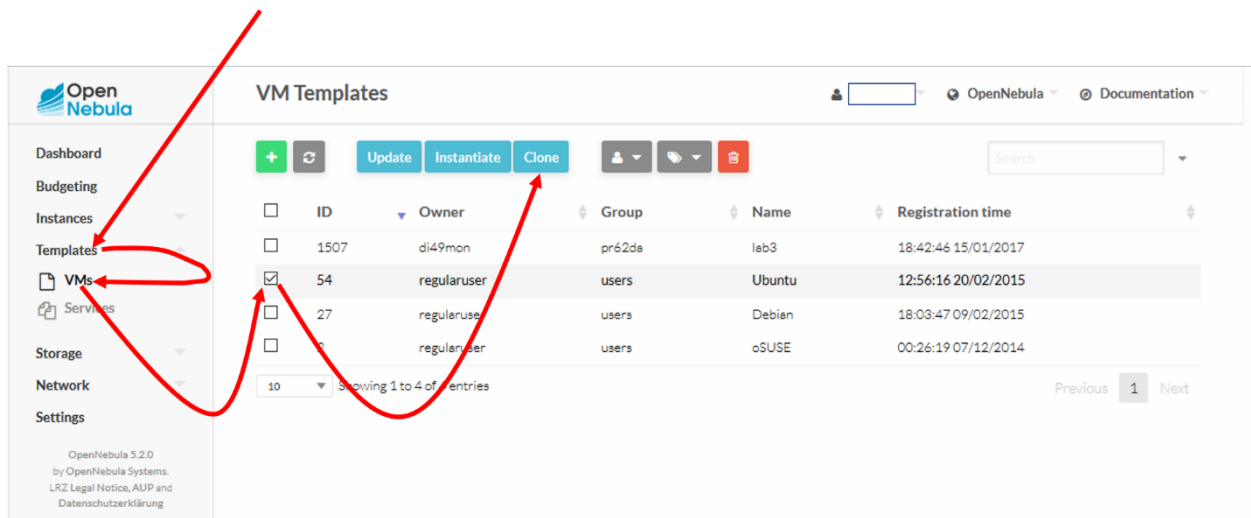 Open
Nebula
VM Templates
OpenNebula
Documentation
Dashboard
Budgeting
Instances
Templates
VMs
Services
Storage
Network
Settings
Update Instantiate Clone
Search
ID Owner Group Name Registration time
1507 di49mon pr62da lab3 18:42:46 15/01/2017
54 regularuser users Ubuntu 12:56:16 20/02/2015
27 regularuser users Debian 18:03:47 09/02/2015
regularuser users oSUSE 00:26:19 07/12/2014
10 Showing 1 to 4 of entries
Previous 1 Next
OpenNebula 5.2.0
by OpenNebula Systems.
LRZ Legal Notice, AUP and
Datenschutzerklärung